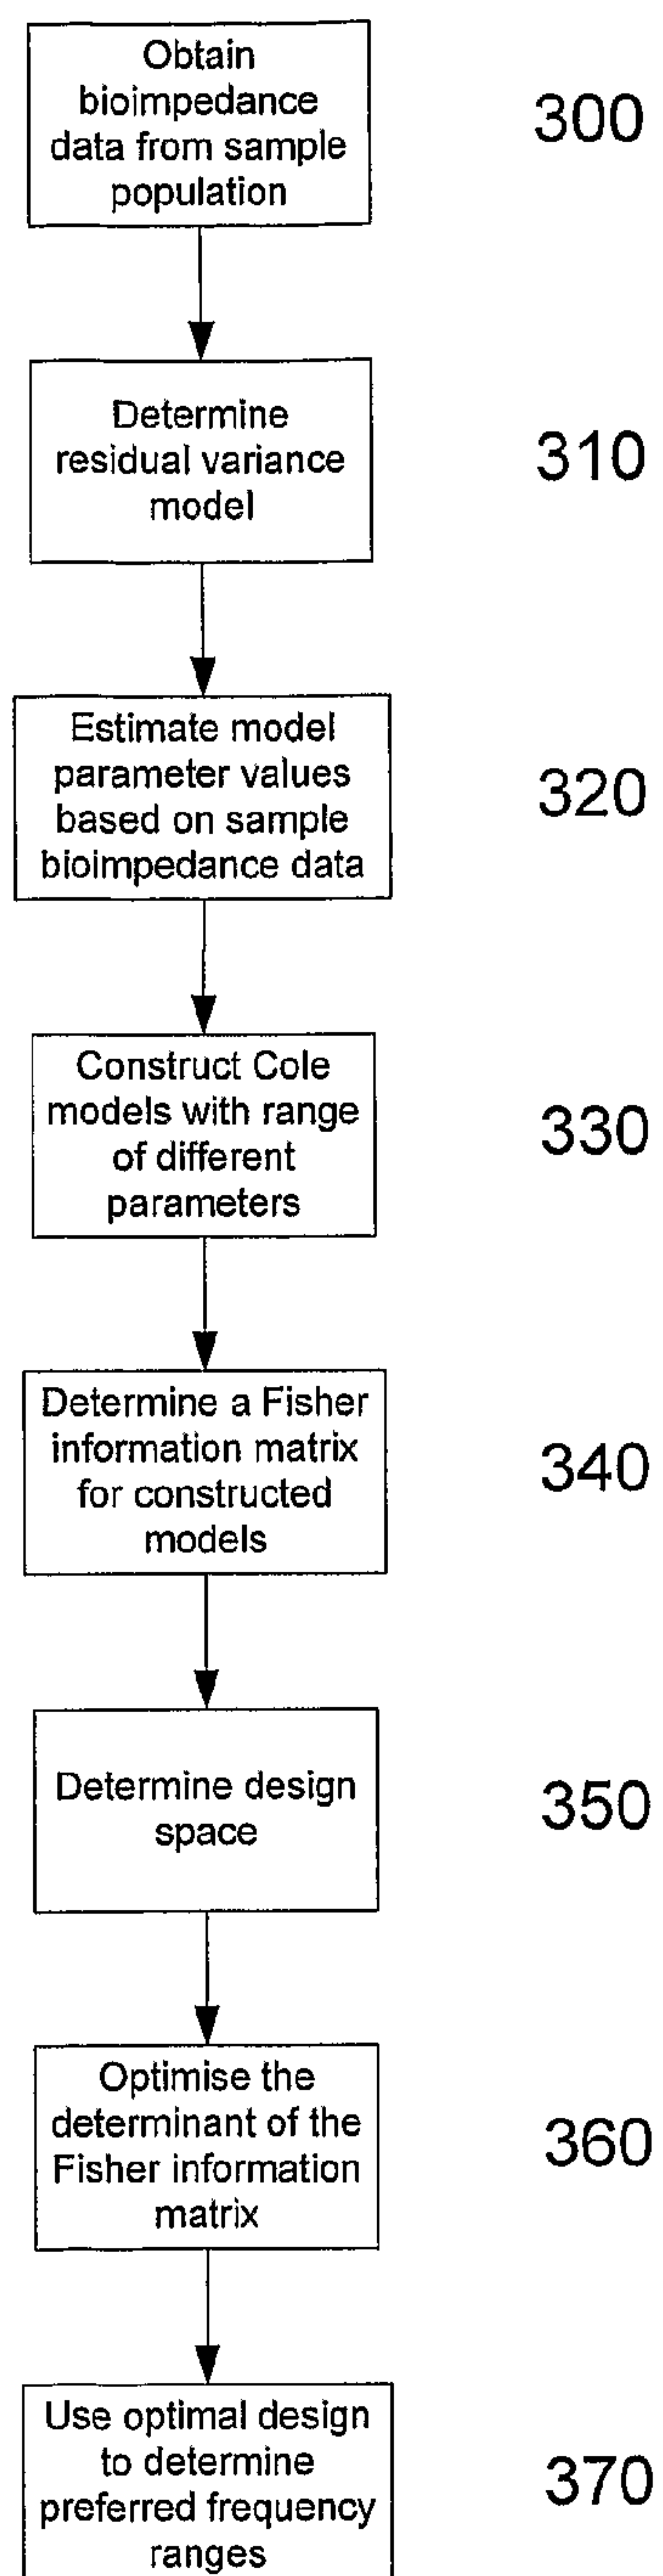 Obtain
bioimpedance
data from sample
population
300
Determine
residual variance
model
310
Estimate model
parameter values
based on sample
bioimpedance data
320
Construct Cole
models with range
of different
parameters
330
Determine a Fisher
information matrix
for constructed
models
340
Determine design
space
350
Optimise the
determinant of the
Fisher information
matrix
360
Use optimal design
to determine
preferred frequency
ranges
370